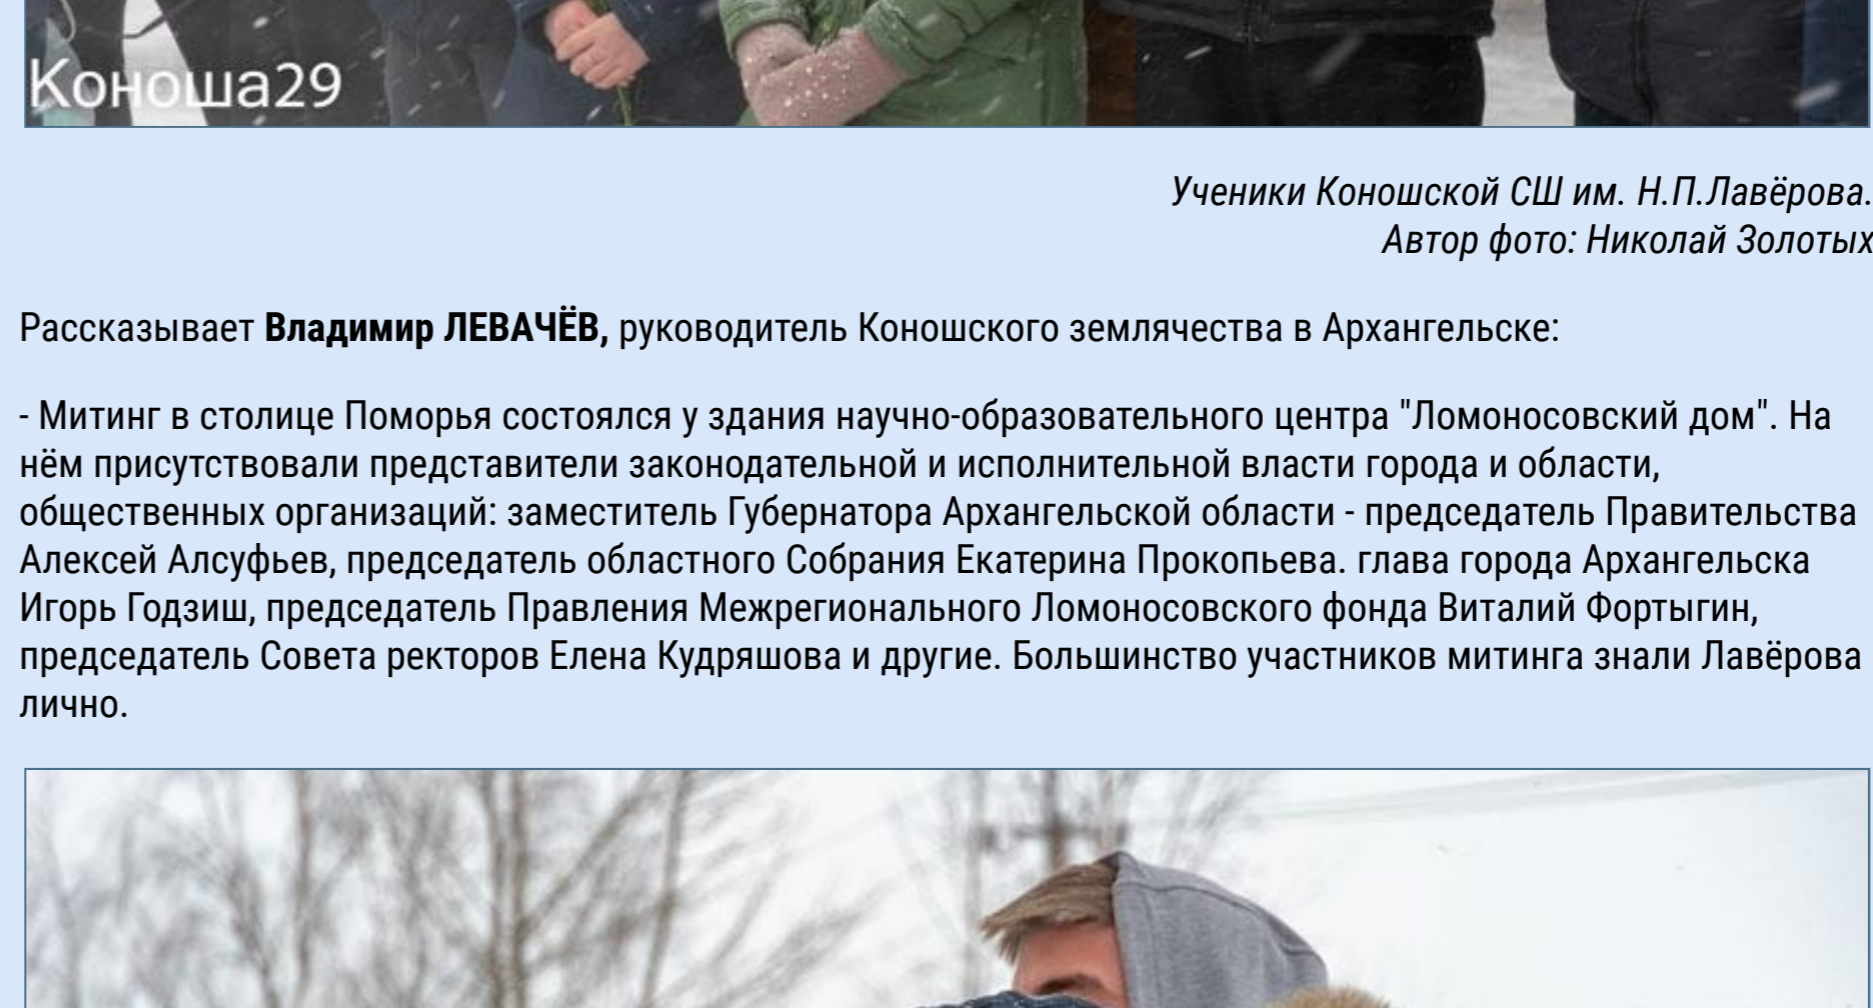 Коноша29
Ученики Коношской СШ им. Н.П.Лавёрова.
Автор фото: Николай Золотых
Рассказывает Владимир ЛЕВАЧЁВ, руководитель Коношского землячества в Архангельске:
- Митинг в столице Поморья состоялся у здания научно-образовательного центра "Ломоносовский дом". На
нём присутствовали представители законодательной и исполнительной власти города и области,
общественных организаций: заместитель Губернатора Архангельской области - председатель Правительства
Алексей Алсуфьев, председатель областного Собрания Екатерина Прокопьева. глава города Архангельска
Игорь Годзиш, председатель Правления Межрегионального Ломоносовского фонда Виталий Фортыгин,
председатель Совета ректоров Елена Кудряшова и другие. Большинство участников митинга знали Лавёрова
лично.